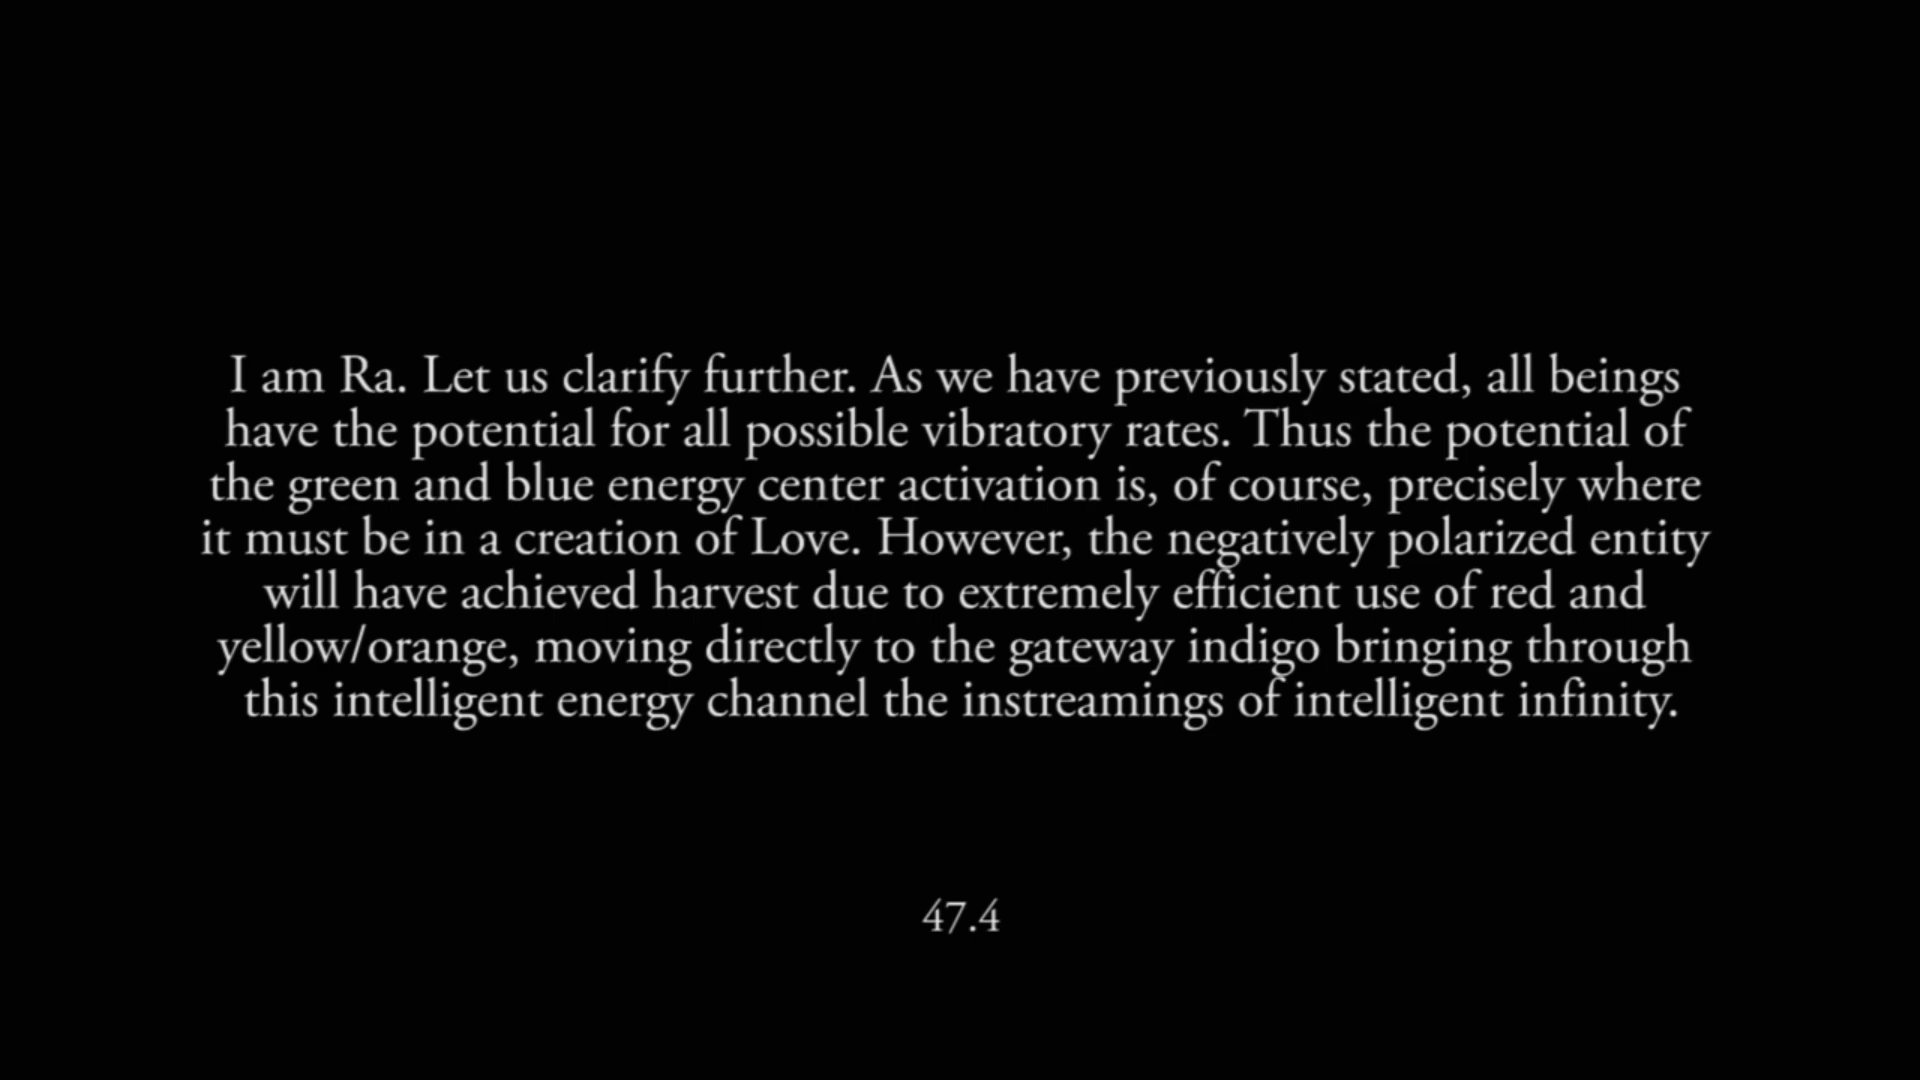 I am Ra. Let us clarify further. As we have previously stated, all beings
have the potential for all possible vibratory rates. Thus the potential of
the green and blue energy center activation is, of course, precisely where
it must be in a creation of Love. However, the negatively polarized entity
will have achieved harvest due to extremely efficient use of red and
yellow/orange, moving directly to the gateway indigo bringing through
this intelligent energy channel the instreamings of intelligent infinity.
47.4